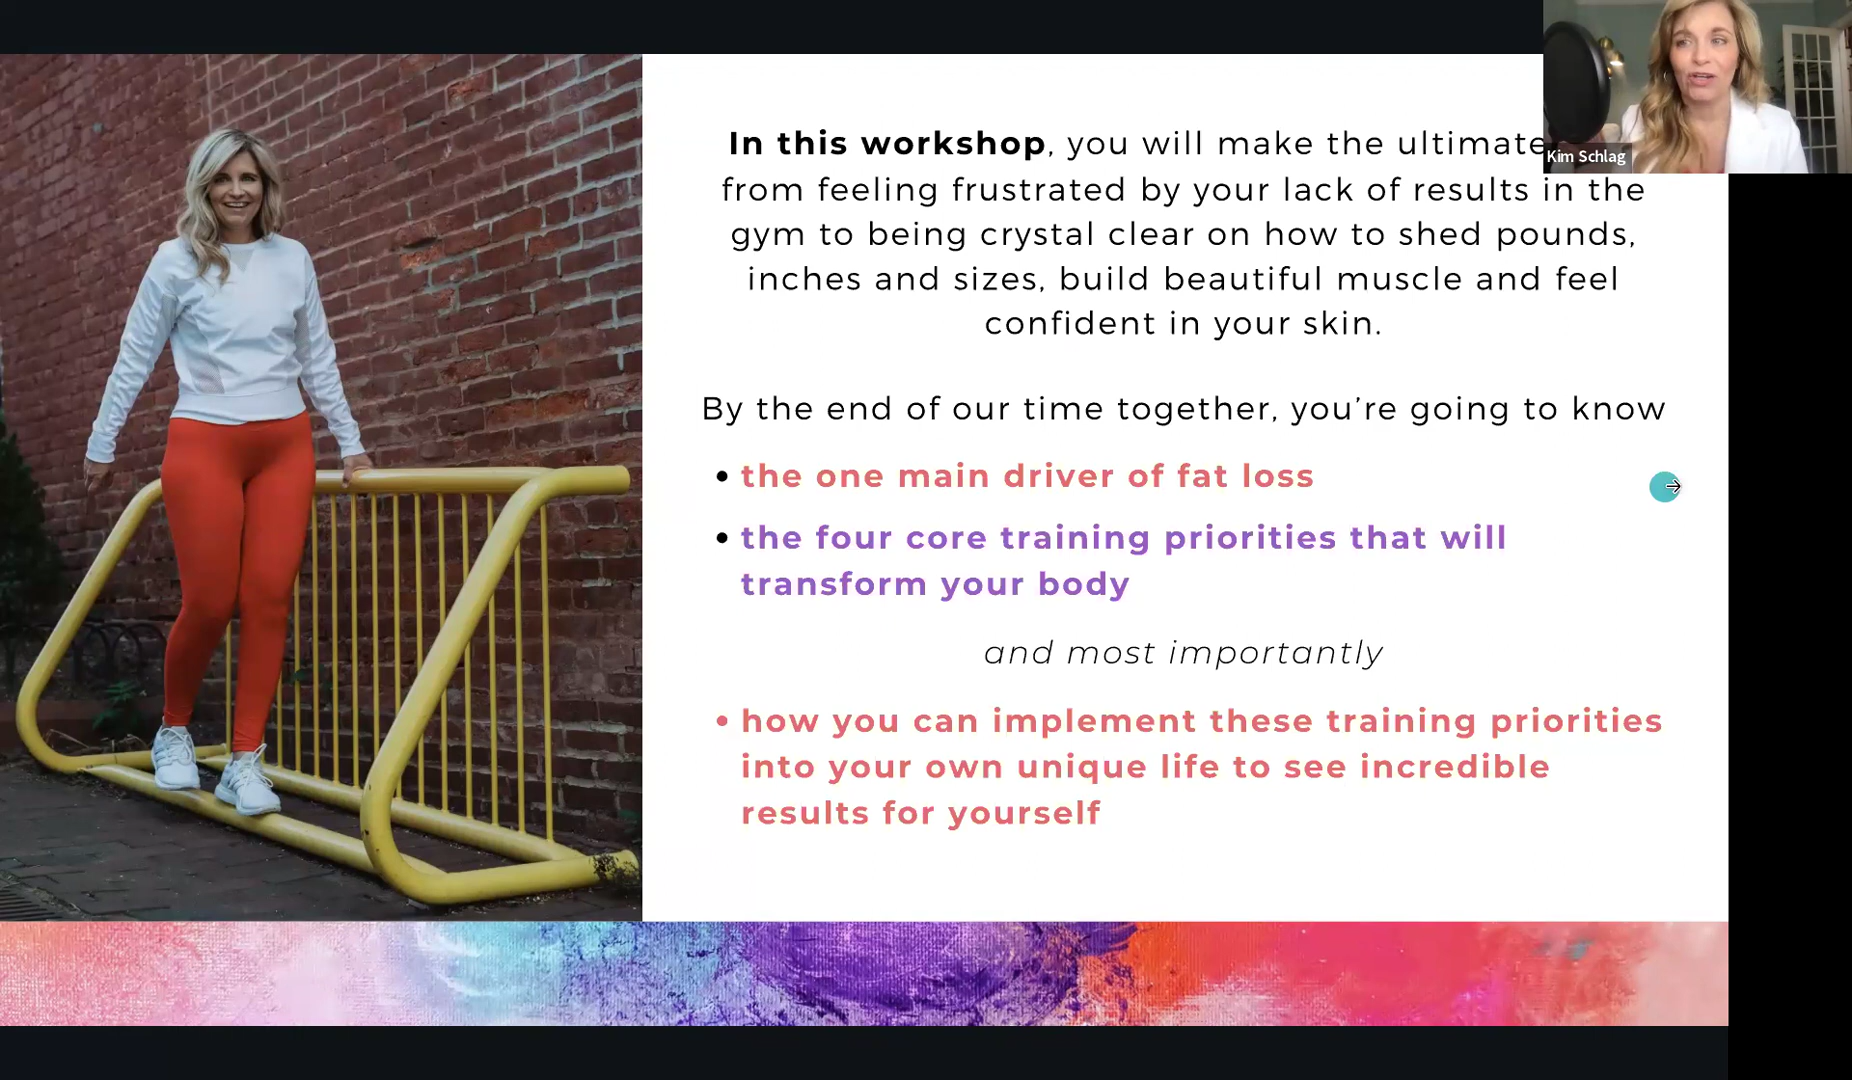 In this workshop, you will make the ultimate
from feeling frustrated by your lack of results in the
gym to being crystal clear on how to shed pounds,
inches and sizes, build beautiful muscle and feel
confident in your skin.
By the end of our time together, you're going to know
• the one main driver of fat loss
• the four core training priorities that will
transform your body
and most importantly
• how you can implement these training priorities
into your own unique life to see incredible
results for yourself
Kim Schlag